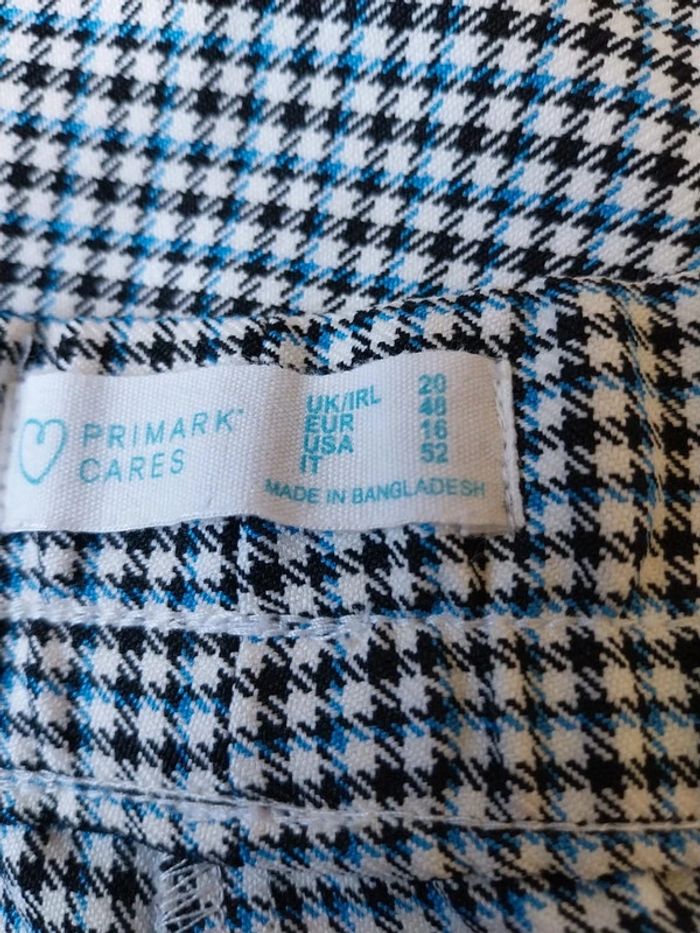 PRIMARK
CARES
UK/IRL 20
EUR 48
USA 16
IT 52
MADE IN BANGLADESH